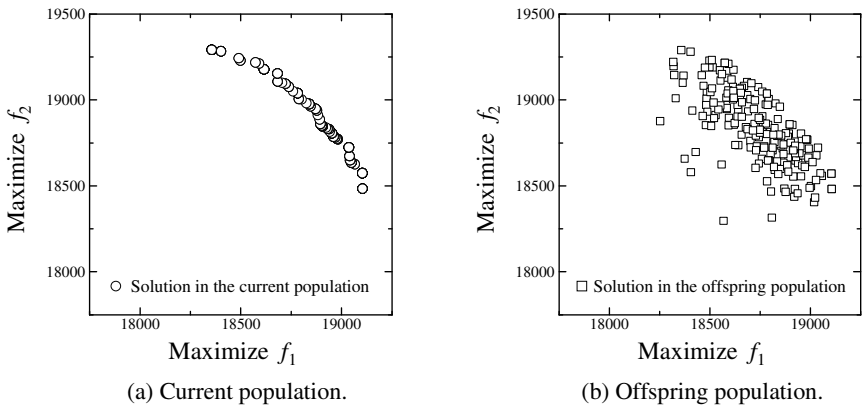 19500
19000
18500
18000
Maximize f2
18000 18500 19000
Maximize f1
Solution in the current population
(a) Current population.
19500
19000
18500
18000
Maximize f2
18000 18500 19000
Maximize f1
Solution in the offspring population
(b) Offspring population.